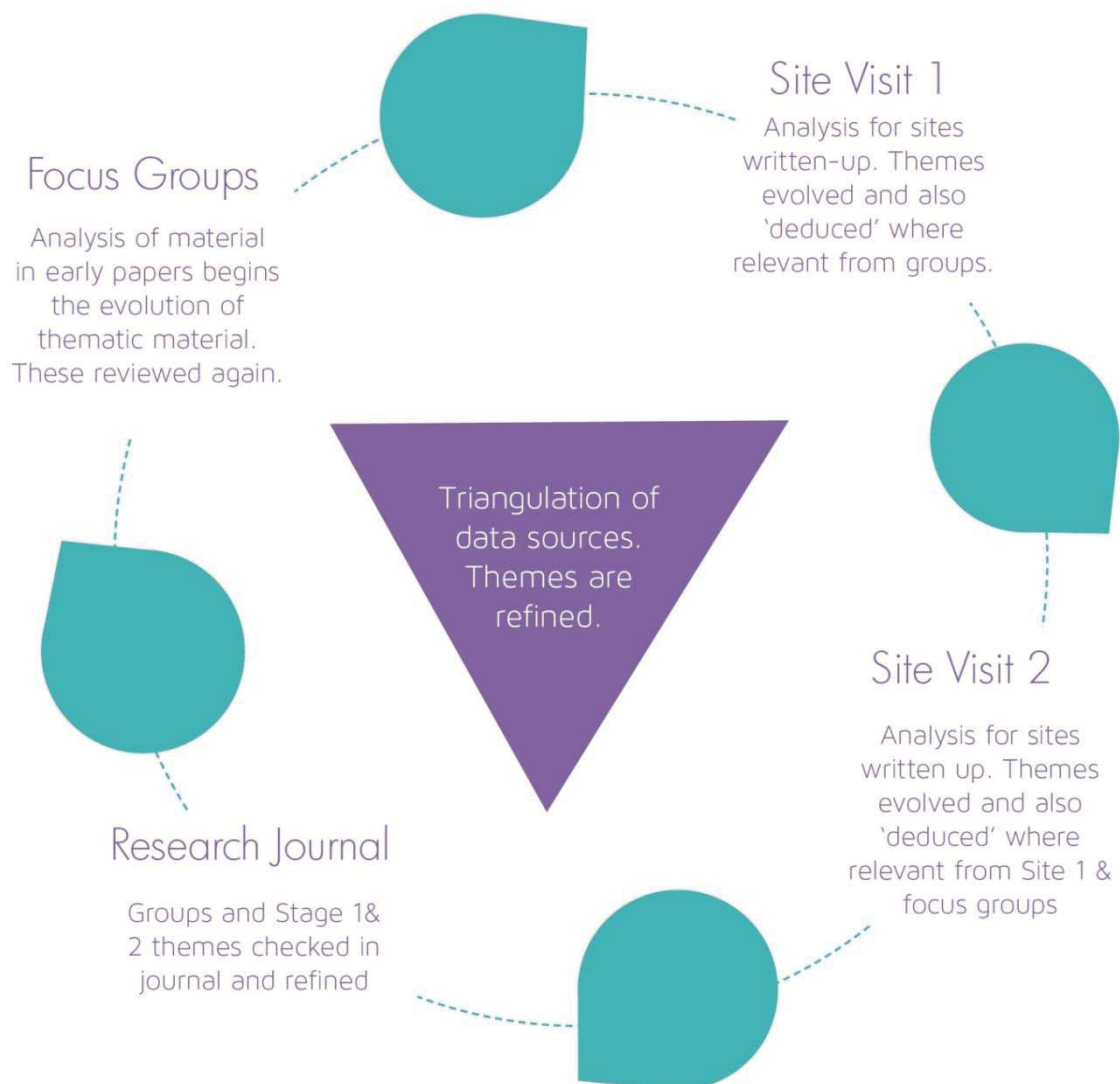 Focus Groups
Analysis of material
in early papers begins
the evolution of
thematic material.
These reviewed again.
Site Visit 1
Analysis for sites
written-up. Themes
evolved and also
‘deduced’ where
relevant from groups.
Triangulation of
data sources.
Themes are
refined.
Site Visit 2
Analysis for sites
written up. Themes
evolved and also
‘deduced’ where
relevant from Site 1 &
focus groups
Research Journal
Groups and Stage 1&
2 themes checked in
journal and refined